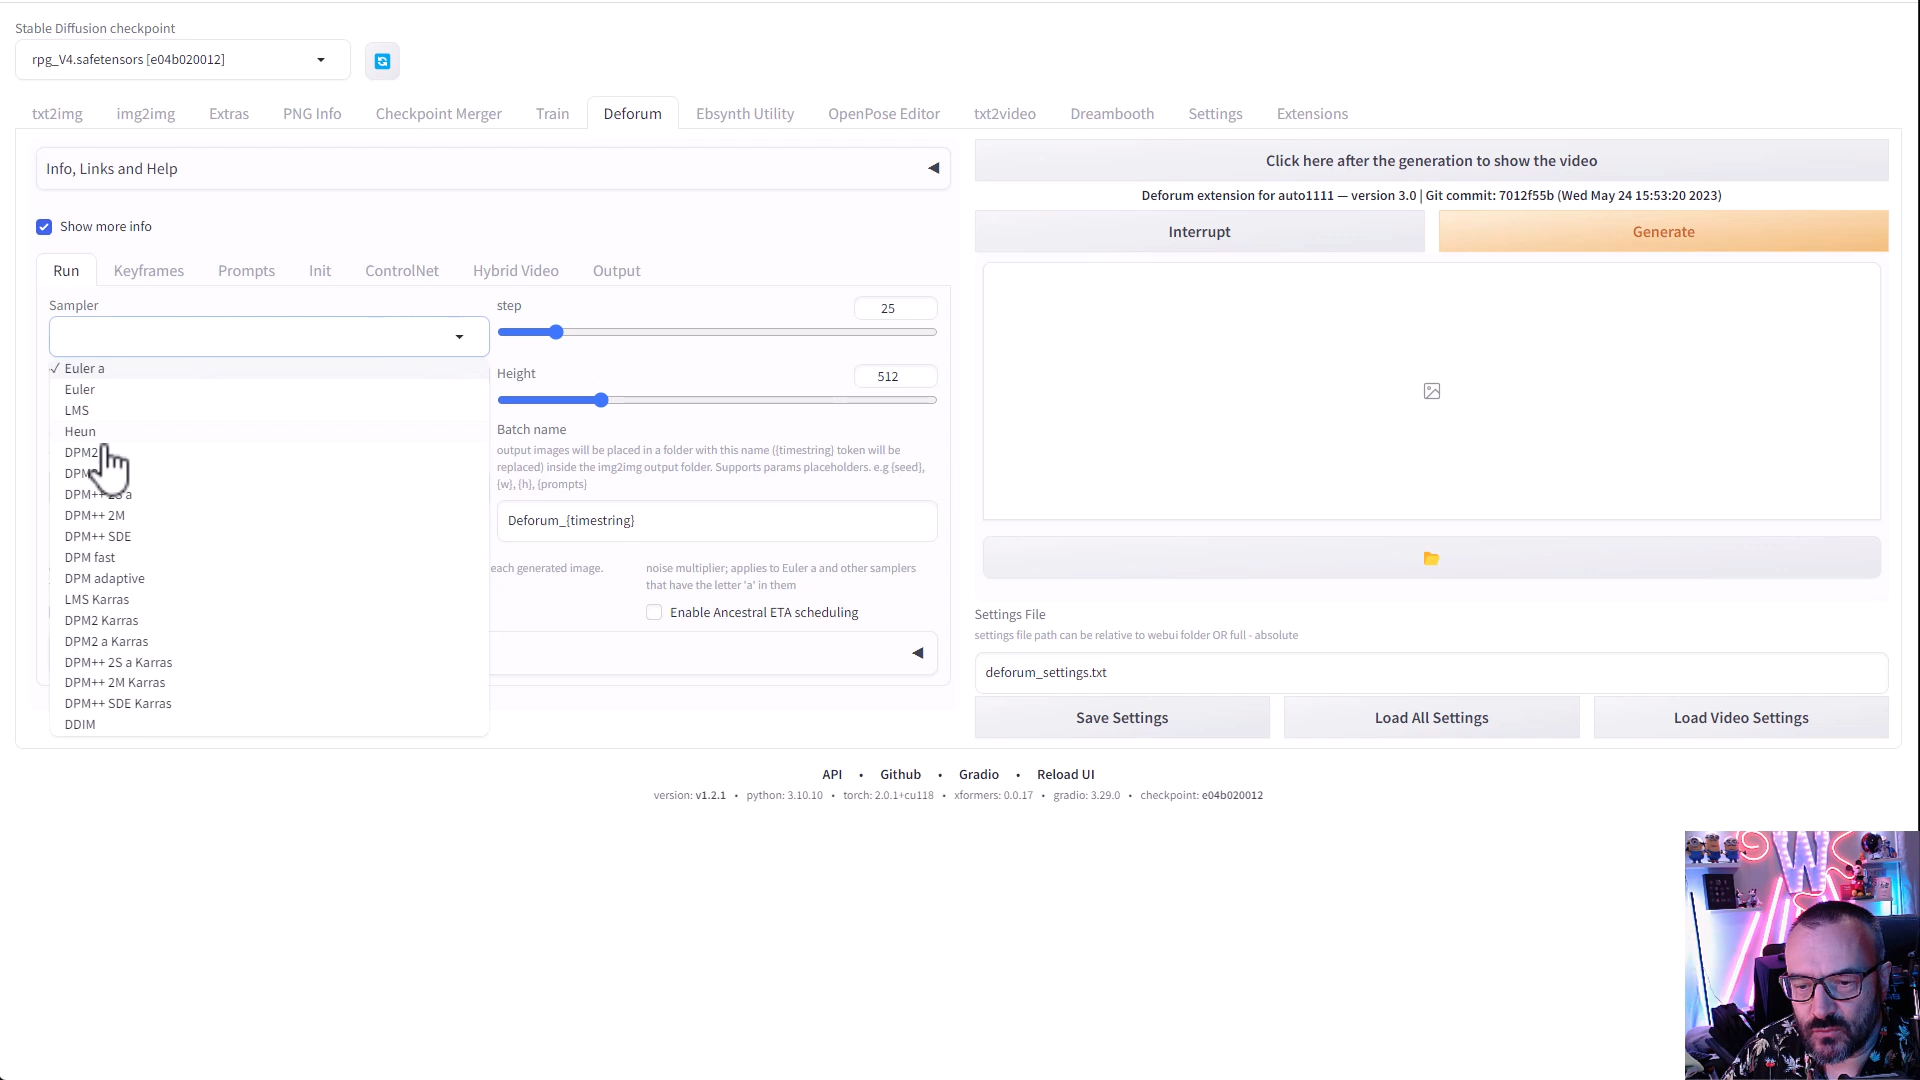 Stable Diffusion checkpoint
rpg_V4.safetensors [e04b020012]
txt2img img2img Extras PNG Info Checkpoint Merger Train Deforum Ebsynth Utility OpenPose Editor txt2video Dreambooth Settings Extensions
Info, Links and Help
Click here after the generation to show the video
Deforum extension for auto1111 — version 3.0 | Git commit: 7012f55b (Wed May 24 15:53:20 2023)
Show more info
Interrupt Generate
Run Keyframes Prompts Init ControlNet Hybrid Video Output
Sampler
step 25
✓ Euler a
Euler
LMS
Heun
DPM2
DPM++ 2S a
DPM++ 2M
DPM++ SDE
DPM fast
DPM adaptive
LMS Karras
DPM2 Karras
DPM2 a Karras
DPM++ 2S a Karras
DPM++ 2M Karras
DPM++ SDE Karras
DDIM
Height 512
Batch name
output images will be placed in a folder with this name ({timestring} token will be
replaced) inside the img2img output folder. Supports params placeholders. e.g {seed},
{w}, {h}, {prompts}
Deforum_{timestring}
each generated image.
noise multiplier; applies to Euler a and other samplers
that have the letter 'a' in them
Enable Ancestral ETA scheduling
Settings File
settings file path can be relative to webui folder OR full - absolute
deforum_settings.txt
Save Settings Load All Settings Load Video Settings
API • Github • Gradio • Reload UI
version: v1.2.1 • python: 3.10.10 • torch: 2.0.1+cu118 • xformers: 0.0.17 • gradio: 3.29.0 • checkpoint: e04b020012
W